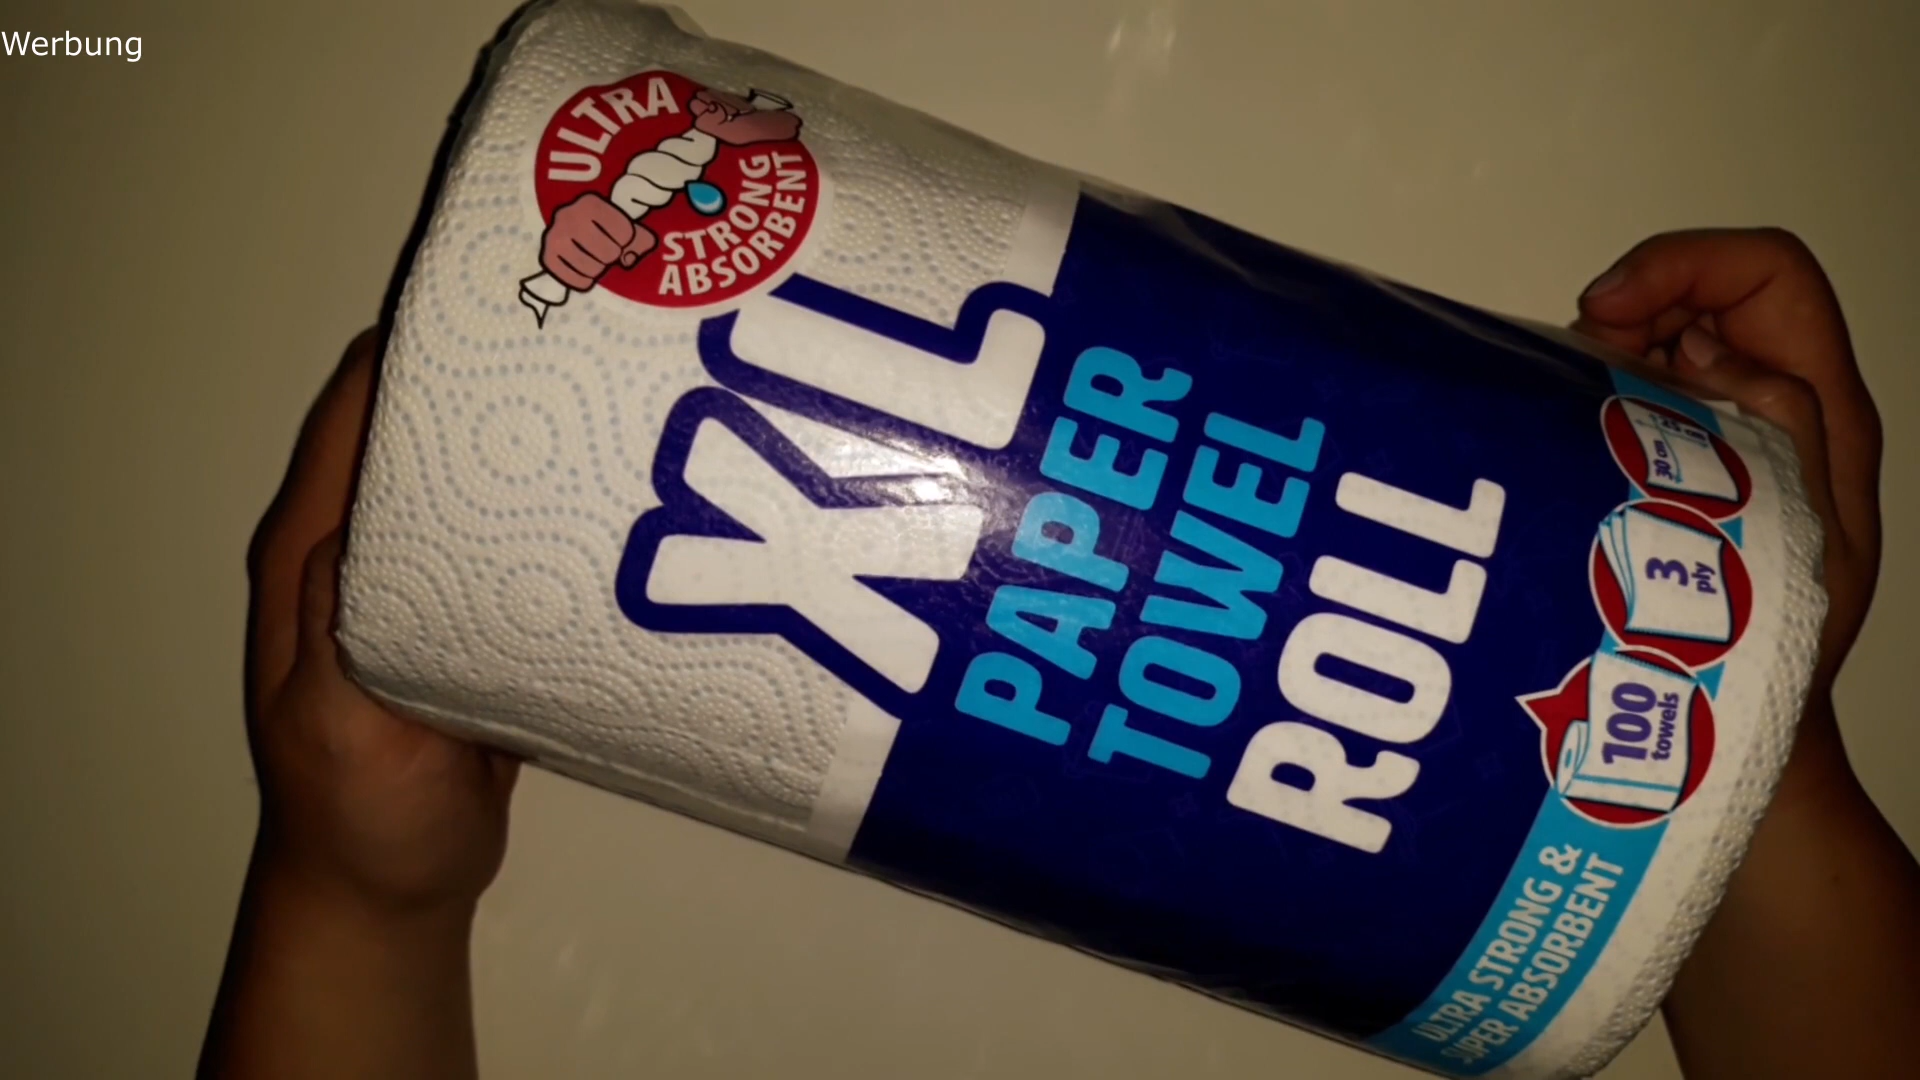 Werbung
ULTRA
STRONG
ABSORBENT
XL
PAPER
TOWEL
ROLL
30 cm
3
ply
100
towels
ULTRA STRONG &
SUPER ABSORBENT